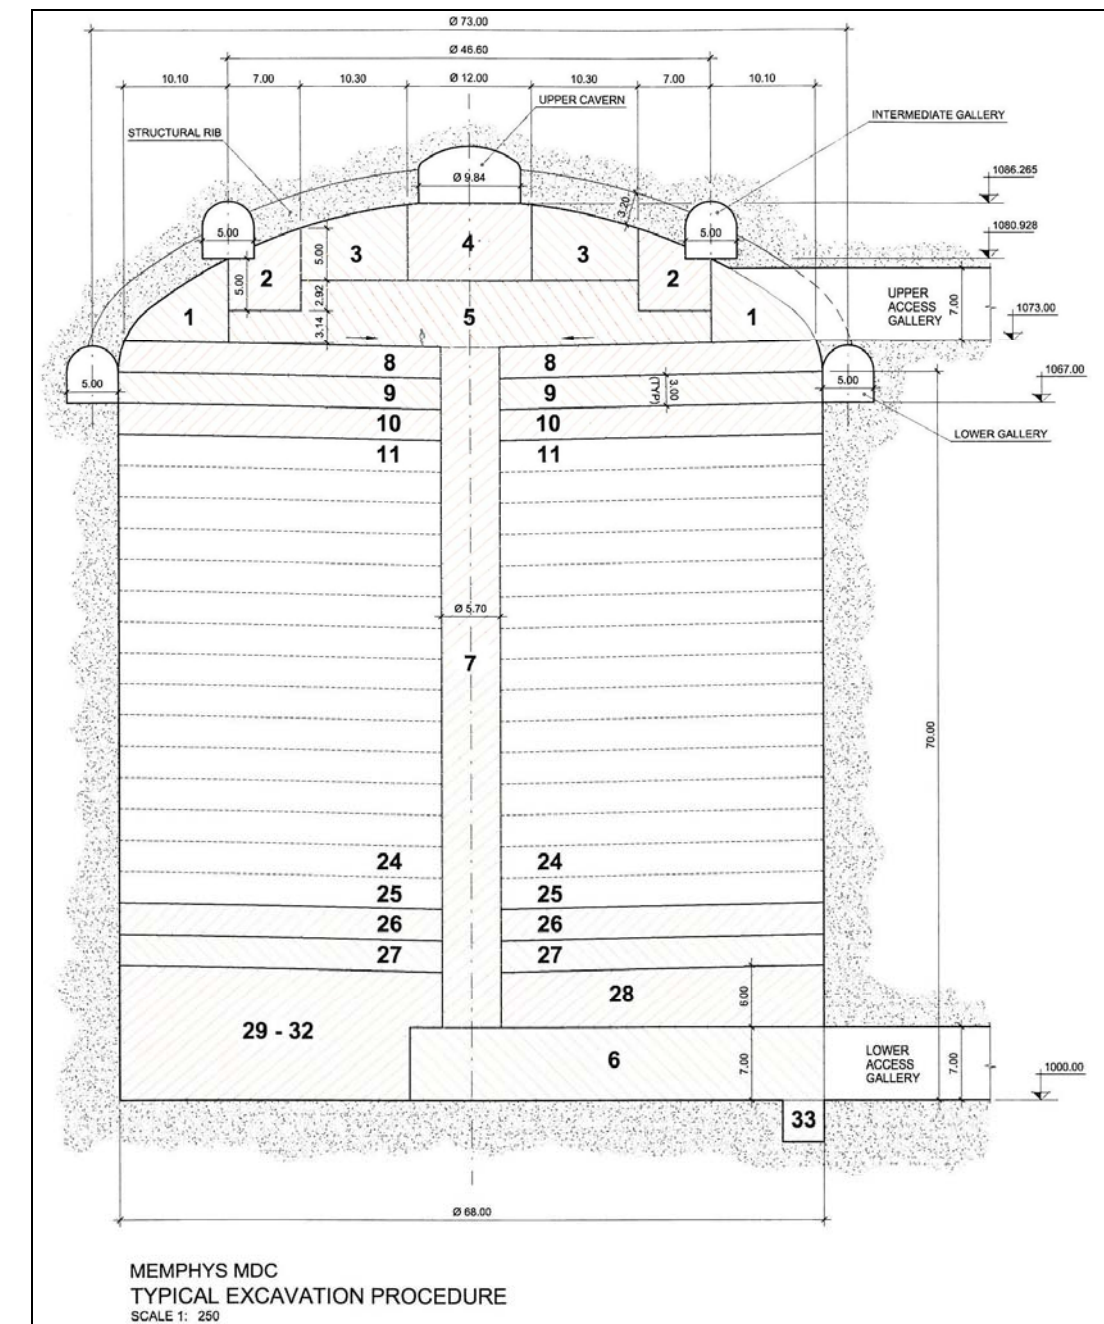 Ø 73.00
Ø 46.60
10.10 7.00 10.30 Ø 12.00 10.30 7.00 10.10
UPPER CAVERN
INTERMEDIATE GALLERY
STRUCTURAL RIB
1086.265
Ø 9.84
3.20
5.00 5.00
1080.928
5.00
3 4 3
2 2
5.00
UPPER
ACCESS
GALLERY
7.00
2.92
1073.00
1 5 1
3.14
8 8
1067.00
5.00 9 3.00
(TYP) 9 5.00
10 10
LOWER GALLERY
11 11
Ø 5.70
7
70.00
24 24
25 25
26 26
27 27
28
6.00
29 - 32
6
7.00
LOWER
ACCESS
GALLERY
7.00
1000.00
33
Ø 68.00
MEMPHYS MDC
TYPICAL EXCAVATION PROCEDURE
SCALE 1: 250